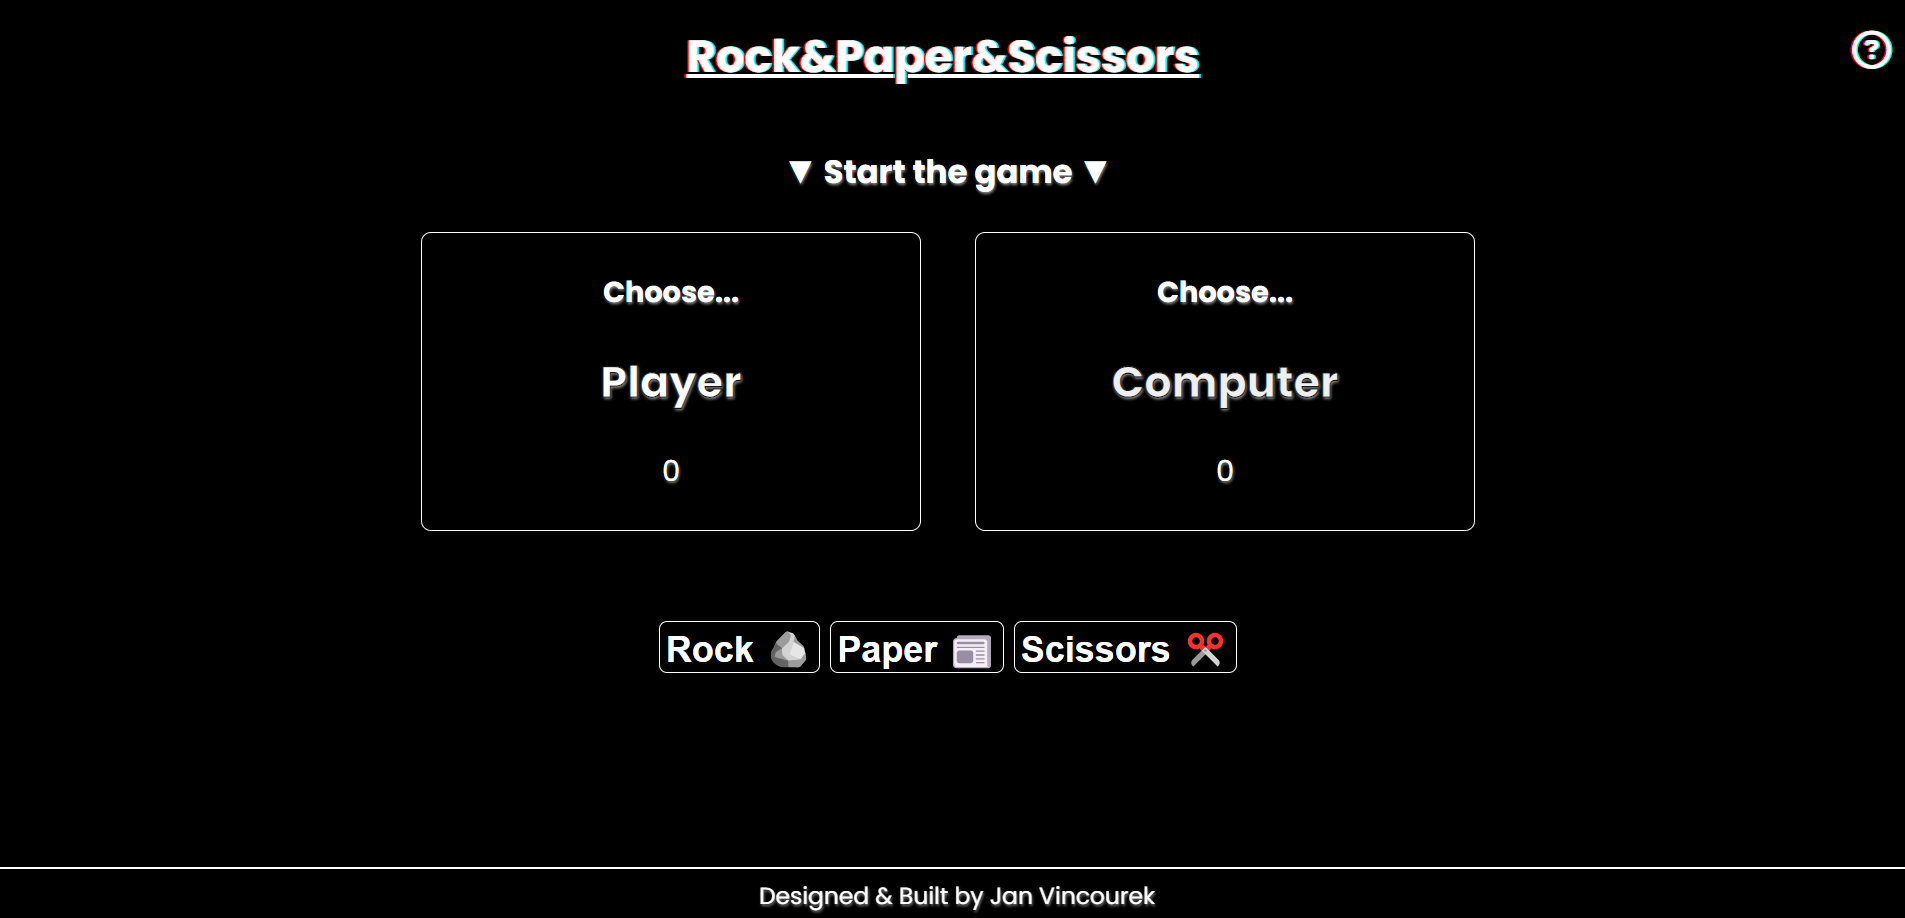 Rock&Paper&Scissors
?
▼ Start the game ▼
Choose...
Player
0
Choose...
Computer
0
Rock
Paper
Scissors
Designed & Built by Jan Vincourek